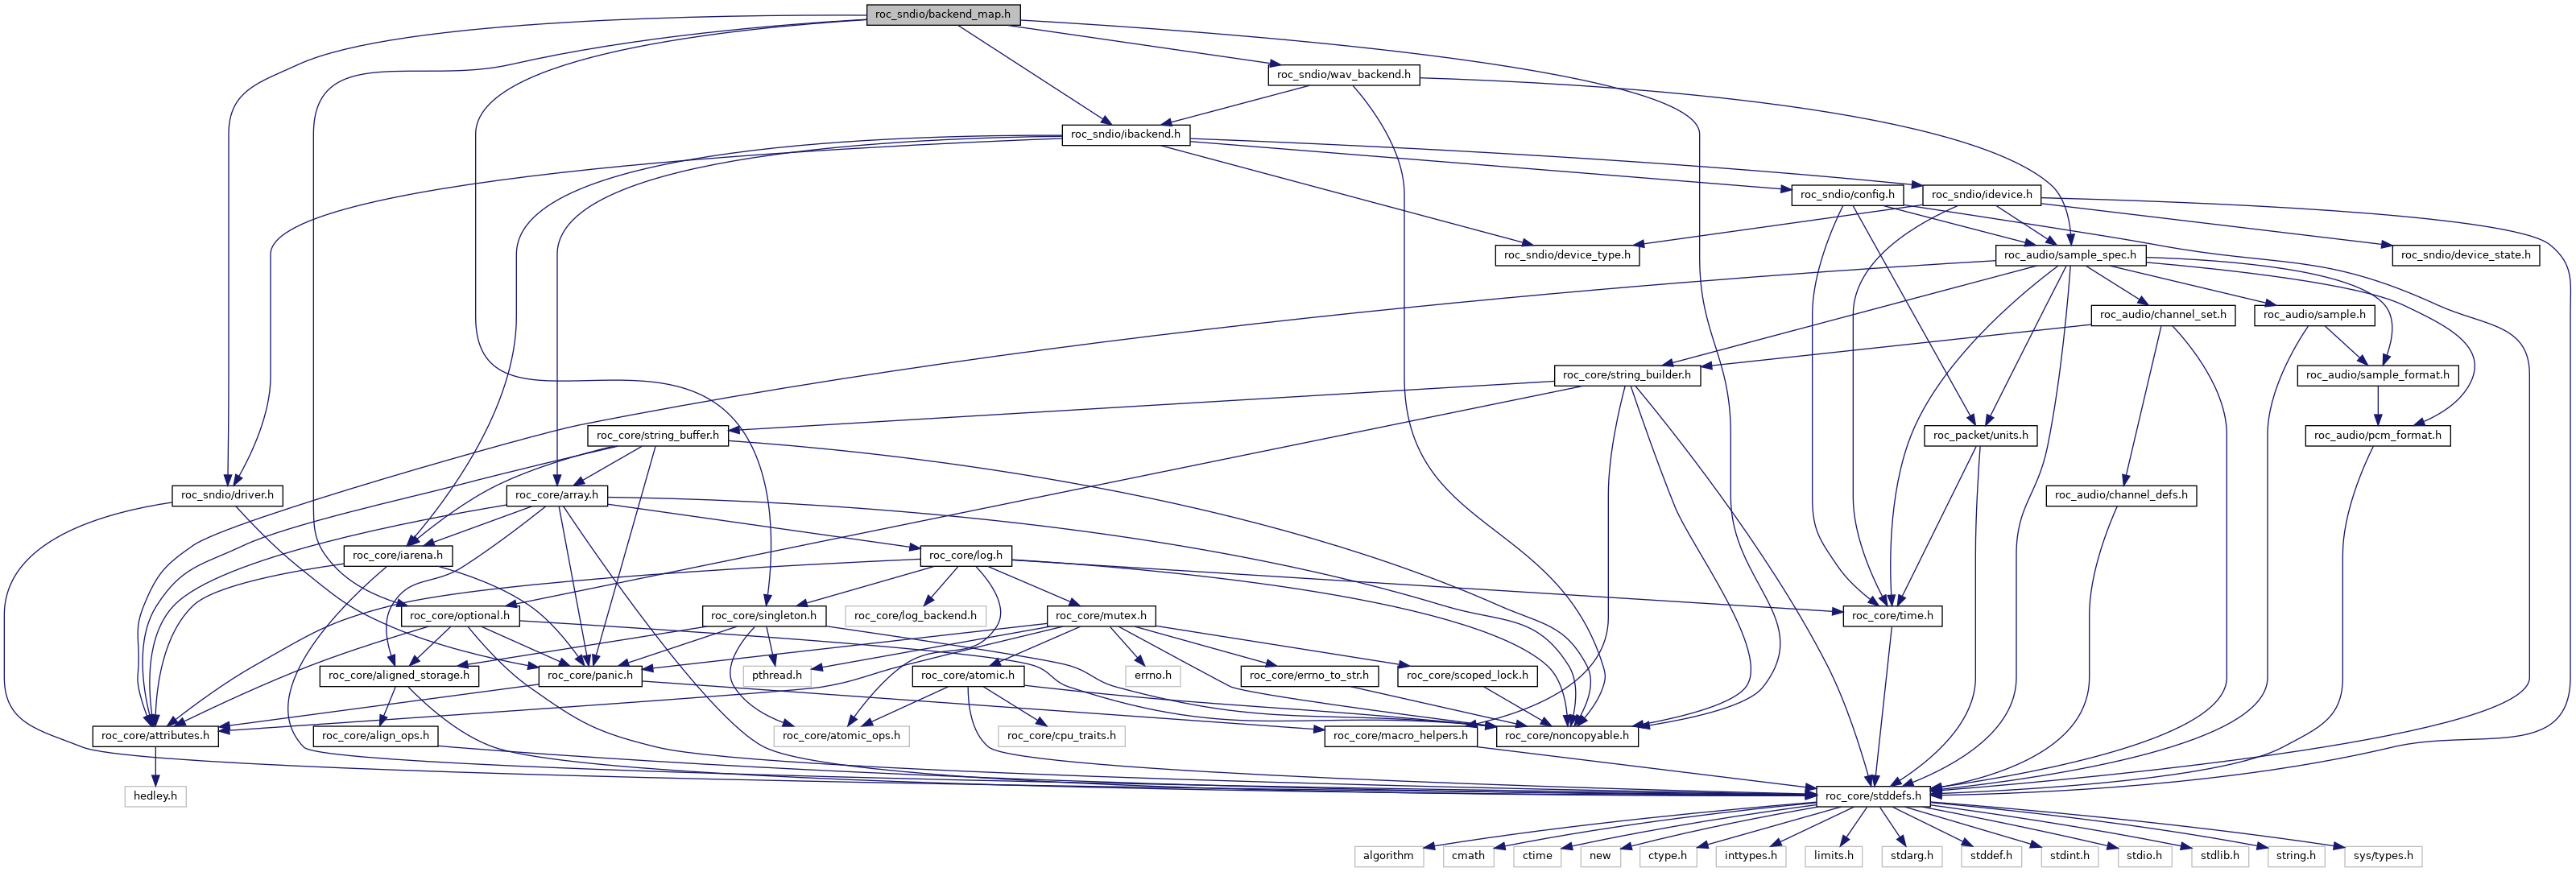 roc_sndio/backend_map.h
roc_sndio/wav_backend.h
roc_sndio/ibackend.h
roc_sndio/config.h
roc_sndio/idevice.h
roc_sndio/device_type.h
roc_audio/sample_spec.h
roc_sndio/device_state.h
roc_audio/channel_set.h
roc_audio/sample.h
roc_core/string_builder.h
roc_audio/sample_format.h
roc_core/string_buffer.h
roc_packet/units.h
roc_audio/pcm_format.h
roc_sndio/driver.h
roc_core/array.h
roc_audio/channel_defs.h
roc_core/iarena.h
roc_core/log.h
roc_core/optional.h
roc_core/singleton.h
roc_core/log_backend.h
roc_core/mutex.h
roc_core/time.h
roc_core/aligned_storage.h
roc_core/panic.h
pthread.h
roc_core/atomic.h
errno.h
roc_core/errno_to_str.h
roc_core/scoped_lock.h
roc_core/attributes.h
roc_core/align_ops.h
roc_core/atomic_ops.h
roc_core/cpu_traits.h
roc_core/macro_helpers.h
roc_core/noncopyable.h
hedley.h
roc_core/stddefs.h
algorithm
cmath
ctime
new
ctype.h
inttypes.h
limits.h
stdarg.h
stddef.h
stdint.h
stdio.h
stdlib.h
string.h
sys/types.h